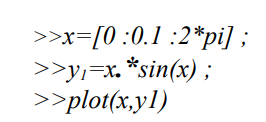 >>x=[0 :0.1 :2*pi] ;
>>y₁=x.*sin(x) ;
>>plot(x,y1)